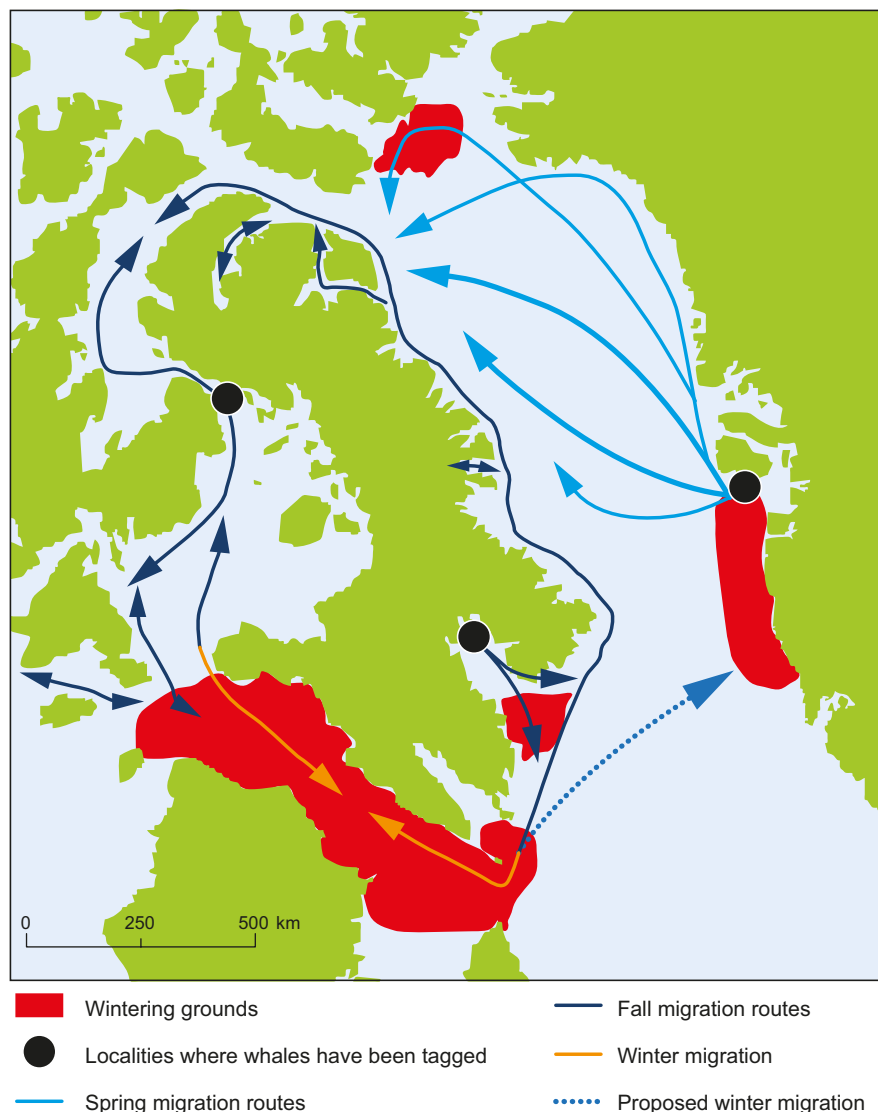 0 250 500 km
Wintering grounds
Fall migration routes
Localities where whales have been tagged
Winter migration
Spring migration routes
Proposed winter migration